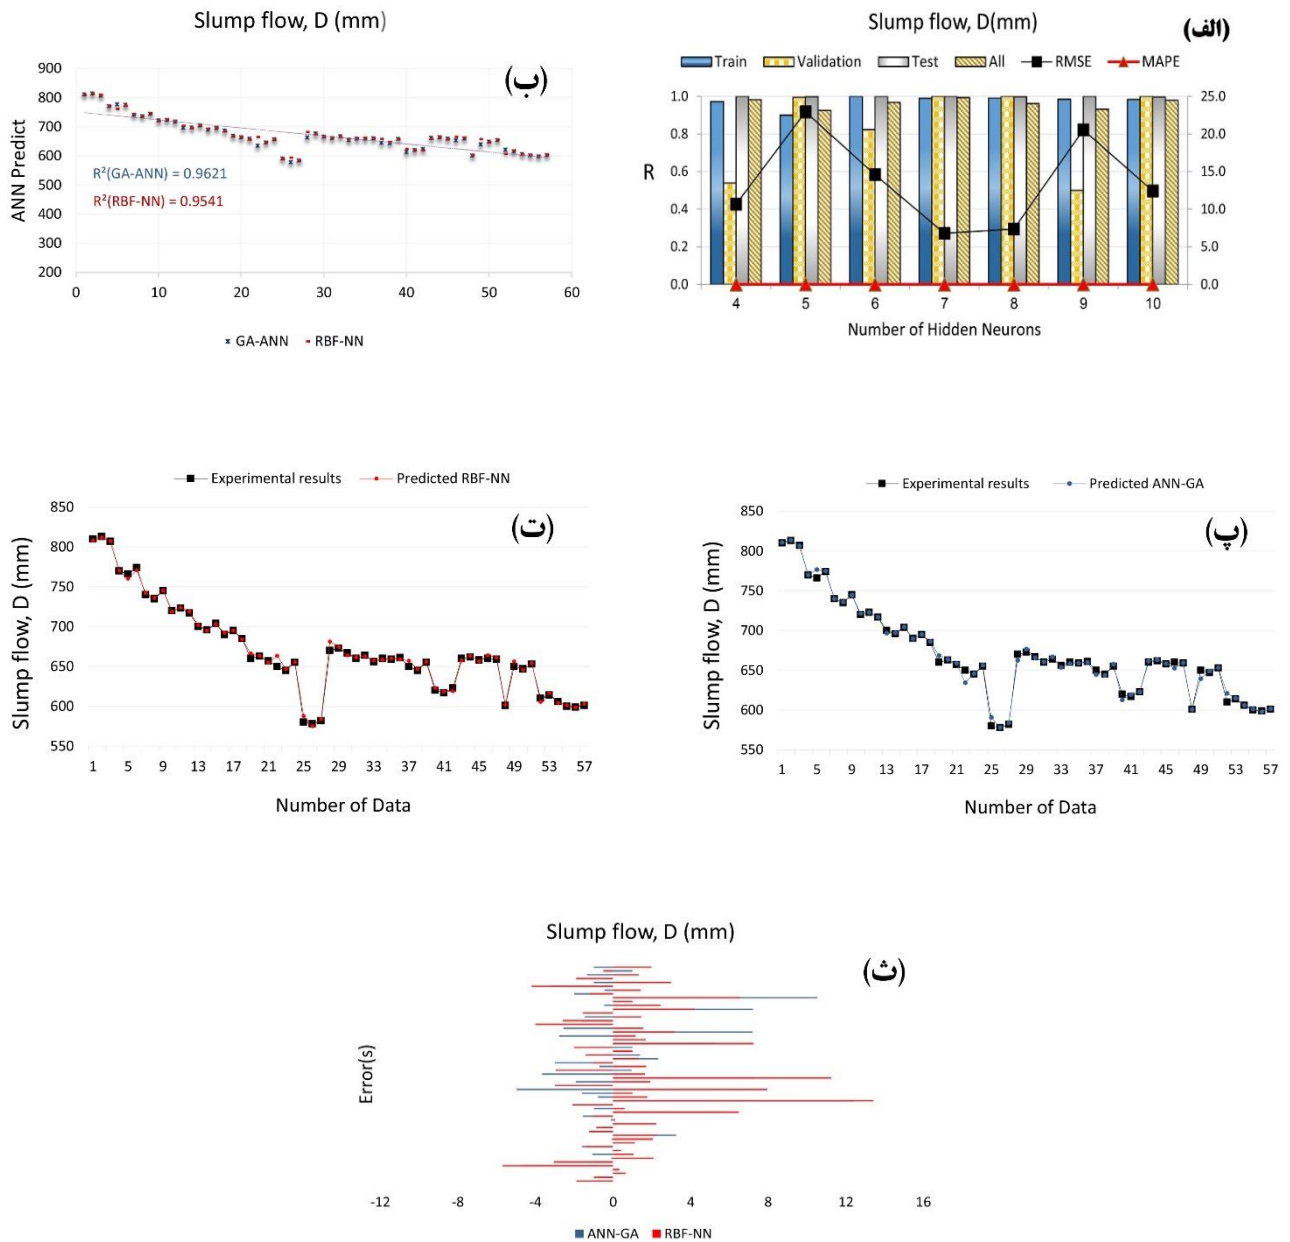 Slump flow, D (mm)
(ب)
900
800
700
600
500
400
300
200
ANN Predict
R²(GA-ANN) = 0.9621
R²(RBF-NN) = 0.9541
0 10 20 30 40 50 60
GA-ANN RBF-NN
Slump flow, D(mm)
(الف)
Train Validation Test All RMSE MAPE
1.0 25.0
0.8 20.0
15.0
0.6
R
0.4 10.0
0.2 5.0
0.0 0.0
4 5 6 7 8 9 10
Number of Hidden Neurons
Experimental results Predicted RBF-NN
(ت)
850
800
750
700
650
600
550
Slump flow, D (mm)
1 5 9 13 17 21 25 29 33 37 41 45 49 53 57
Number of Data
Experimental results Predicted ANN-GA
(پ)
850
800
750
700
650
600
550
Slump flow, D (mm)
1 5 9 13 17 21 25 29 33 37 41 45 49 53 57
Number of Data
Slump flow, D (mm)
(ث)
Error(s)
-12 -8 -4 0 4 8 12 16
ANN-GA RBF-NN